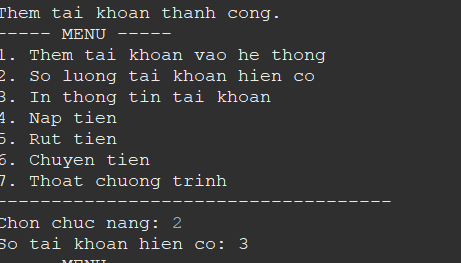 Them tai khoan thanh cong.
----- MENU -----
1. Them tai khoan vao he thong
2. So luong tai khoan hien co
3. In thong tin tai khoan
4. Nap tien
5. Rut tien
6. Chuyen tien
7. Thoat chuong trinh
-------------------------------------
Chon chuc nang: 2
So tai khoan hien co: 3
----- MENU -----